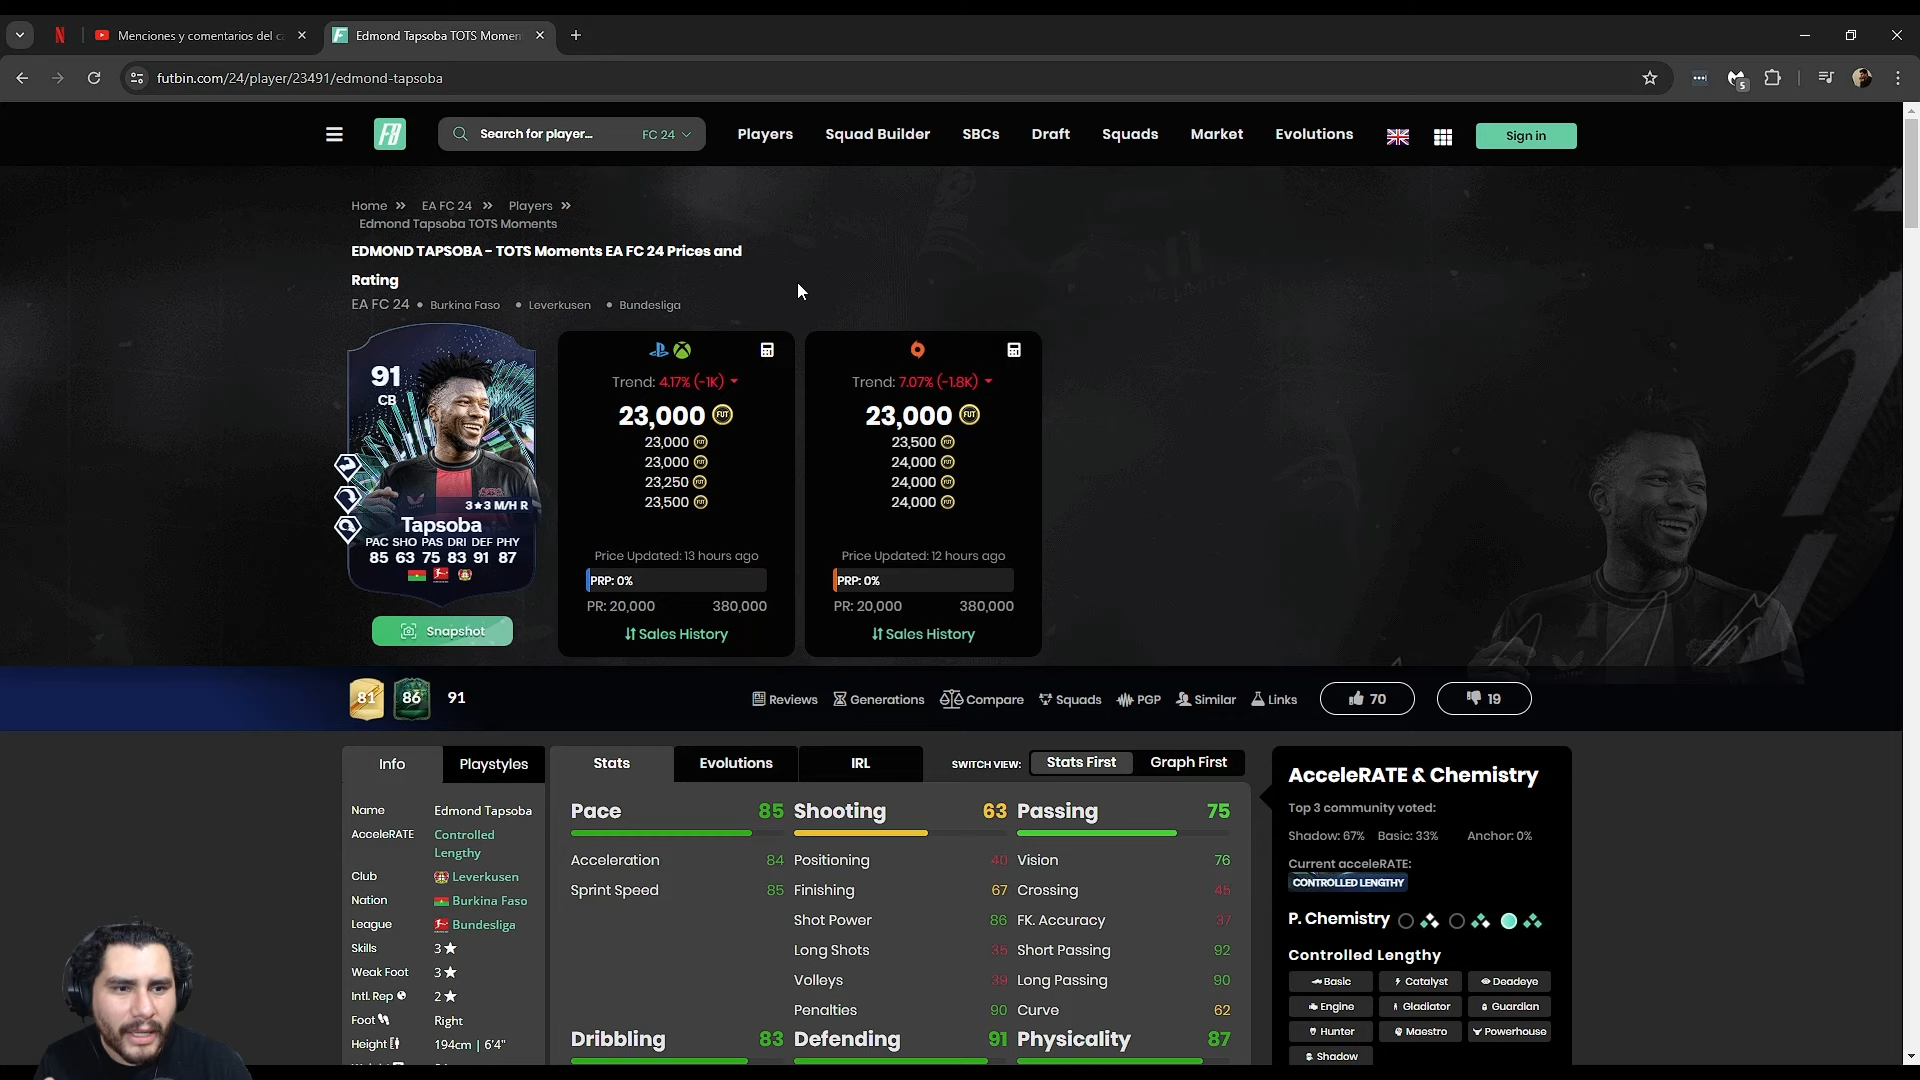 Menciones y comentarios del c
Edmond Tapsoba TOTS Momen
futbin.com/24/player/23491/edmond-tapsoba
5
Search for player...
FC 24
Players
Squad Builder
SBCs
Draft
Squads
Market
Evolutions
Sign in
Home » EA FC 24 » Players »
Edmond Tapsoba TOTS Moments
EDMOND TAPSOBA - TOTS Moments EA FC 24 Prices and
Rating
EA FC 24 • Burkina Faso • Leverkusen • Bundesliga
91
CB
3★3 M/H R
Tapsoba
PAC SHO PAS DRI DEF PHY
85 63 75 83 91 87
Snapshot
Trend: 4.17% (-1K)
23,000
23,000
23,000
23,250
23,500
Price Updated: 13 hours ago
PRP: 0%
PR: 20,000 380,000
Sales History
Trend: 7.07% (-1.8K)
23,000
23,500
24,000
24,000
24,000
Price Updated: 12 hours ago
PRP: 0%
PR: 20,000 380,000
Sales History
81 86 91
Reviews Generations Compare Squads PGP Similar Links 70 19
Info Playstyles
Name Edmond Tapsoba
AcceleRATE Controlled
Lengthy
Club Leverkusen
Nation Burkina Faso
League Bundesliga
Skills 3★
Weak Foot 3★
Intl. Rep 2★
Foot Right
Height 194cm | 6'4"
Stats Evolutions IRL SWITCH VIEW: Stats First Graph First
Pace 85 Shooting 63 Passing 75
Acceleration 84 Positioning 40 Vision 76
Sprint Speed 85 Finishing 67 Crossing 45
Shot Power 86 FK. Accuracy 37
Long Shots 35 Short Passing 92
Volleys 39 Long Passing 90
Penalties 90 Curve 62
Dribbling 83 Defending 91 Physicality 87
AcceleRATE & Chemistry
Top 3 community voted:
Shadow: 67% Basic: 33% Anchor: 0%
Current acceleRATE:
CONTROLLED LENGTHY
P. Chemistry
Controlled Lengthy
Basic Catalyst Deadeye
Engine Gladiator Guardian
Hunter Maestro Powerhouse
Shadow